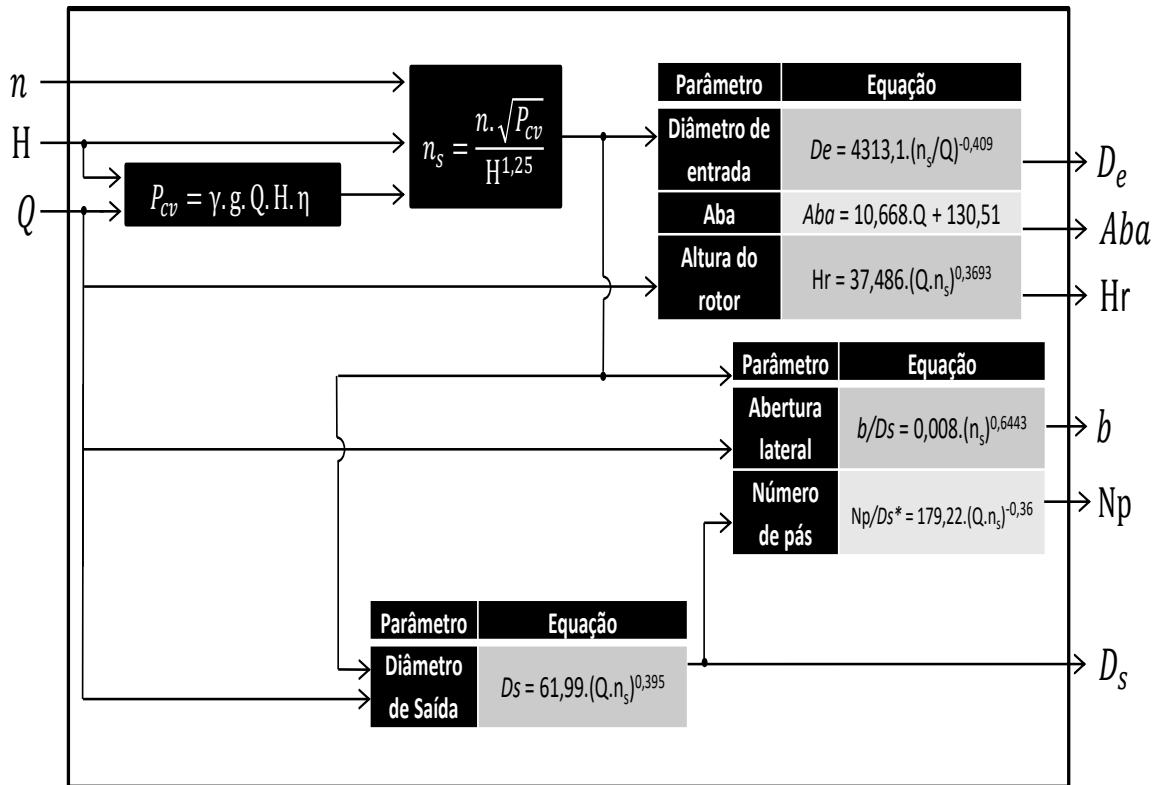 n
H
Q
P_cv = γ.g.Q.H.η
n_s = n.√P_cv / H^1,25
Parâmetro Equação
Diâmetro de entrada De = 4313,1.(n_s/Q)^-0,409
Aba Aba = 10,668.Q + 130,51
Altura do rotor Hr = 37,486.(Q.n_s)^0,3693
D_e
Aba
Hr
Parâmetro Equação
Abertura lateral b/Ds = 0,008.(n_s)^0,6443
Número de pás Np/Ds* = 179,22.(Q.n_s)^-0,36
b
Np
Parâmetro Equação
Diâmetro de Saída Ds = 61,99.(Q.n_s)^0,395
D_s